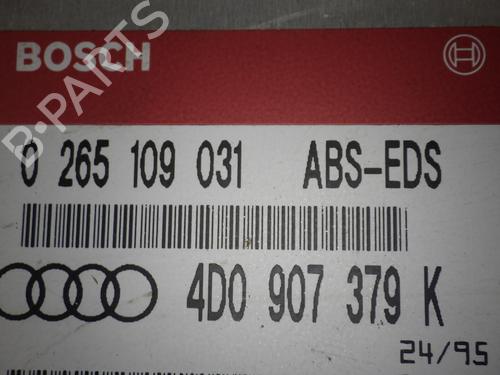 BOSCH
B-PARTS
0 265 109 031 ABS-EDS
4D0 907 379 K
24/95